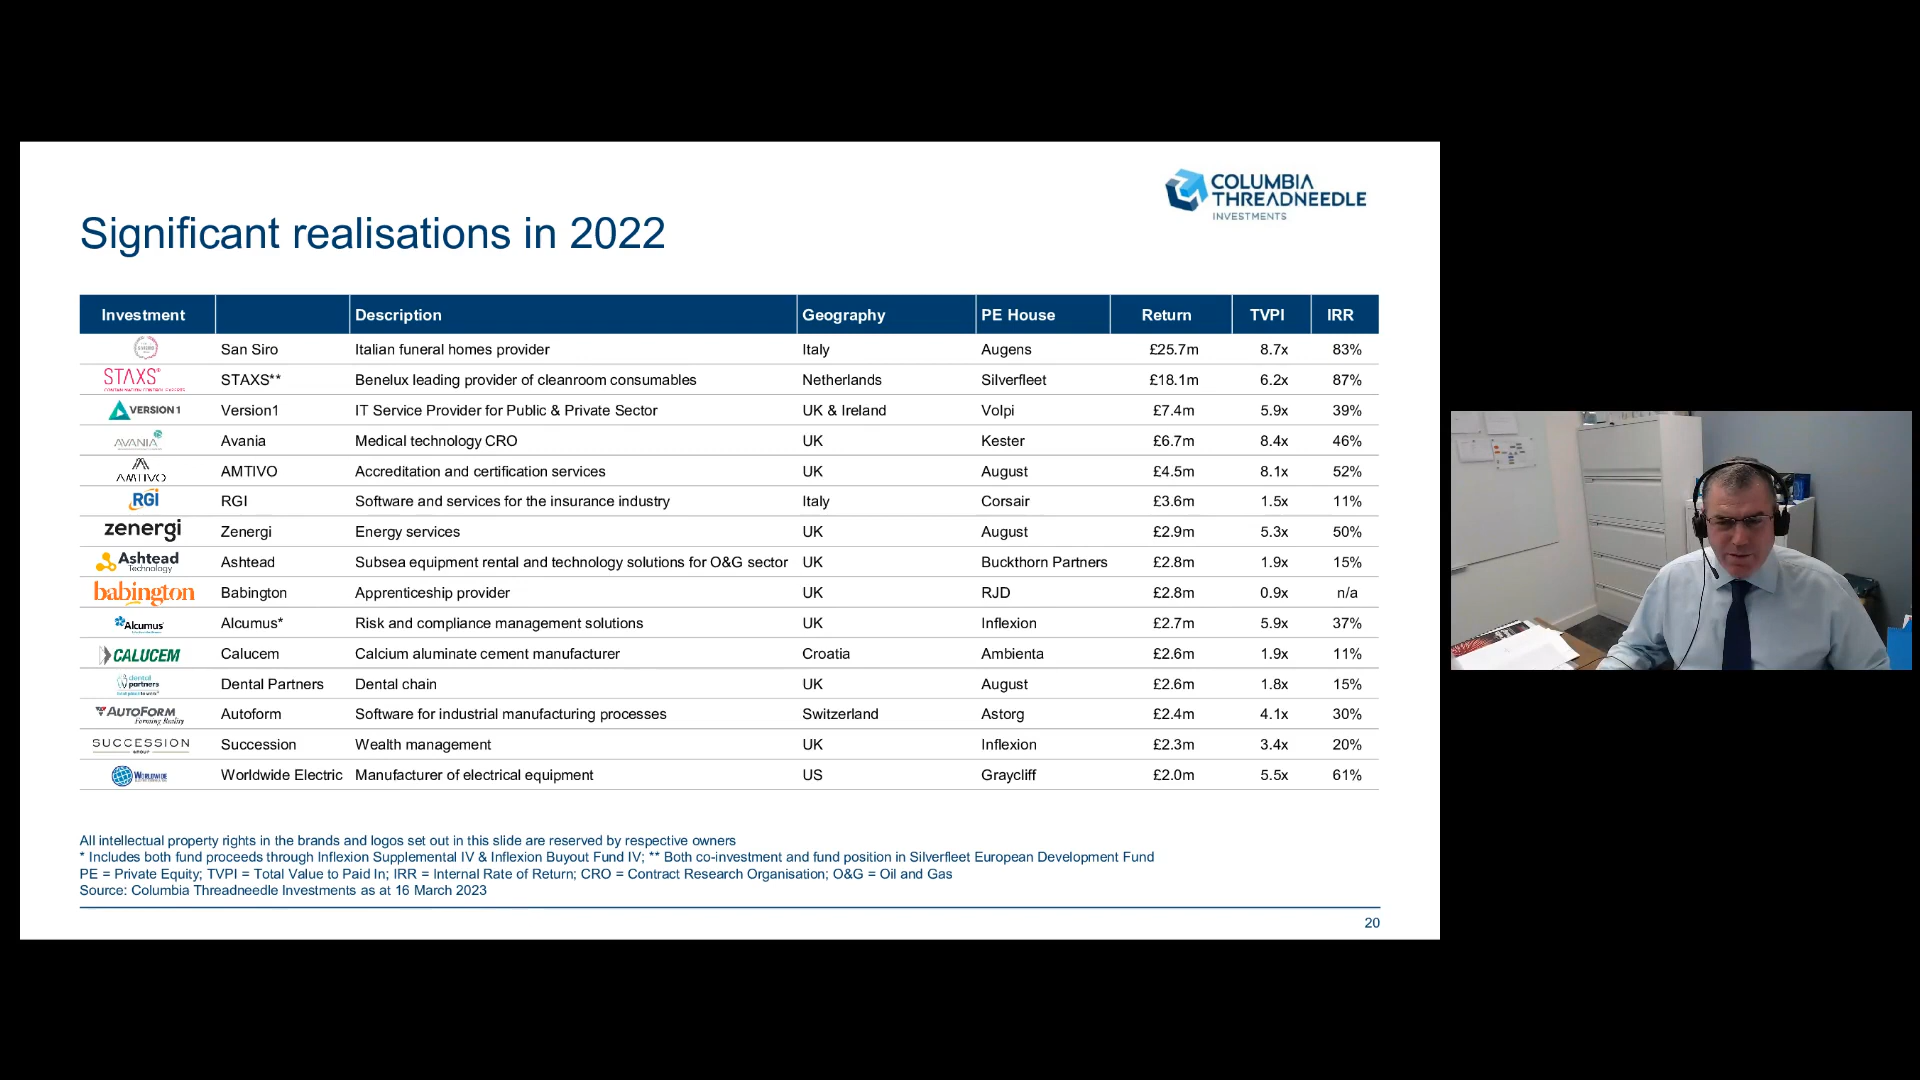 COLUMBIA
THREADNEEDLE
INVESTMENTS
Significant realisations in 2022
Investment Description Geography PE House Return TVPI IRR
San Siro Italian funeral homes provider Italy Augens £25.7m 8.7x 83%
STAXS® STAXS** Benelux leading provider of cleanroom consumables Netherlands Silverfleet £18.1m 6.2x 87%
CONTAMINATION CONTROL EXPERTS
VERSION 1 Version1 IT Service Provider for Public & Private Sector UK & Ireland Volpi £7.4m 5.9x 39%
AVANIA Avania Medical technology CRO UK Kester £6.7m 8.4x 46%
AMTIVO AMTIVO Accreditation and certification services UK August £4.5m 8.1x 52%
RGI RGI Software and services for the insurance industry Italy Corsair £3.6m 1.5x 11%
zenergi Zenergi Energy services UK August £2.9m 5.3x 50%
Ashtead Technology Ashtead Subsea equipment rental and technology solutions for O&G sector UK Buckthorn Partners £2.8m 1.9x 15%
babington Babington Apprenticeship provider UK RJD £2.8m 0.9x n/a
Alcumus Alcumus* Risk and compliance management solutions UK Inflexion £2.7m 5.9x 37%
CALUCEM Calucem Calcium aluminate cement manufacturer Croatia Ambienta £2.6m 1.9x 11%
dental partners Dental Partners Dental chain UK August £2.6m 1.8x 15%
AUTOFORM Forming Reality Autoform Software for industrial manufacturing processes Switzerland Astorg £2.4m 4.1x 30%
SUCCESSION GROUP Succession Wealth management UK Inflexion £2.3m 3.4x 20%
WORLDWIDE Worldwide Electric Manufacturer of electrical equipment US Graycliff £2.0m 5.5x 61%
All intellectual property rights in the brands and logos set out in this slide are reserved by respective owners
* Includes both fund proceeds through Inflexion Supplemental IV & Inflexion Buyout Fund IV; ** Both co-investment and fund position in Silverfleet European Development Fund
PE = Private Equity; TVPI = Total Value to Paid In; IRR = Internal Rate of Return; CRO = Contract Research Organisation; O&G = Oil and Gas
Source: Columbia Threadneedle Investments as at 16 March 2023
20